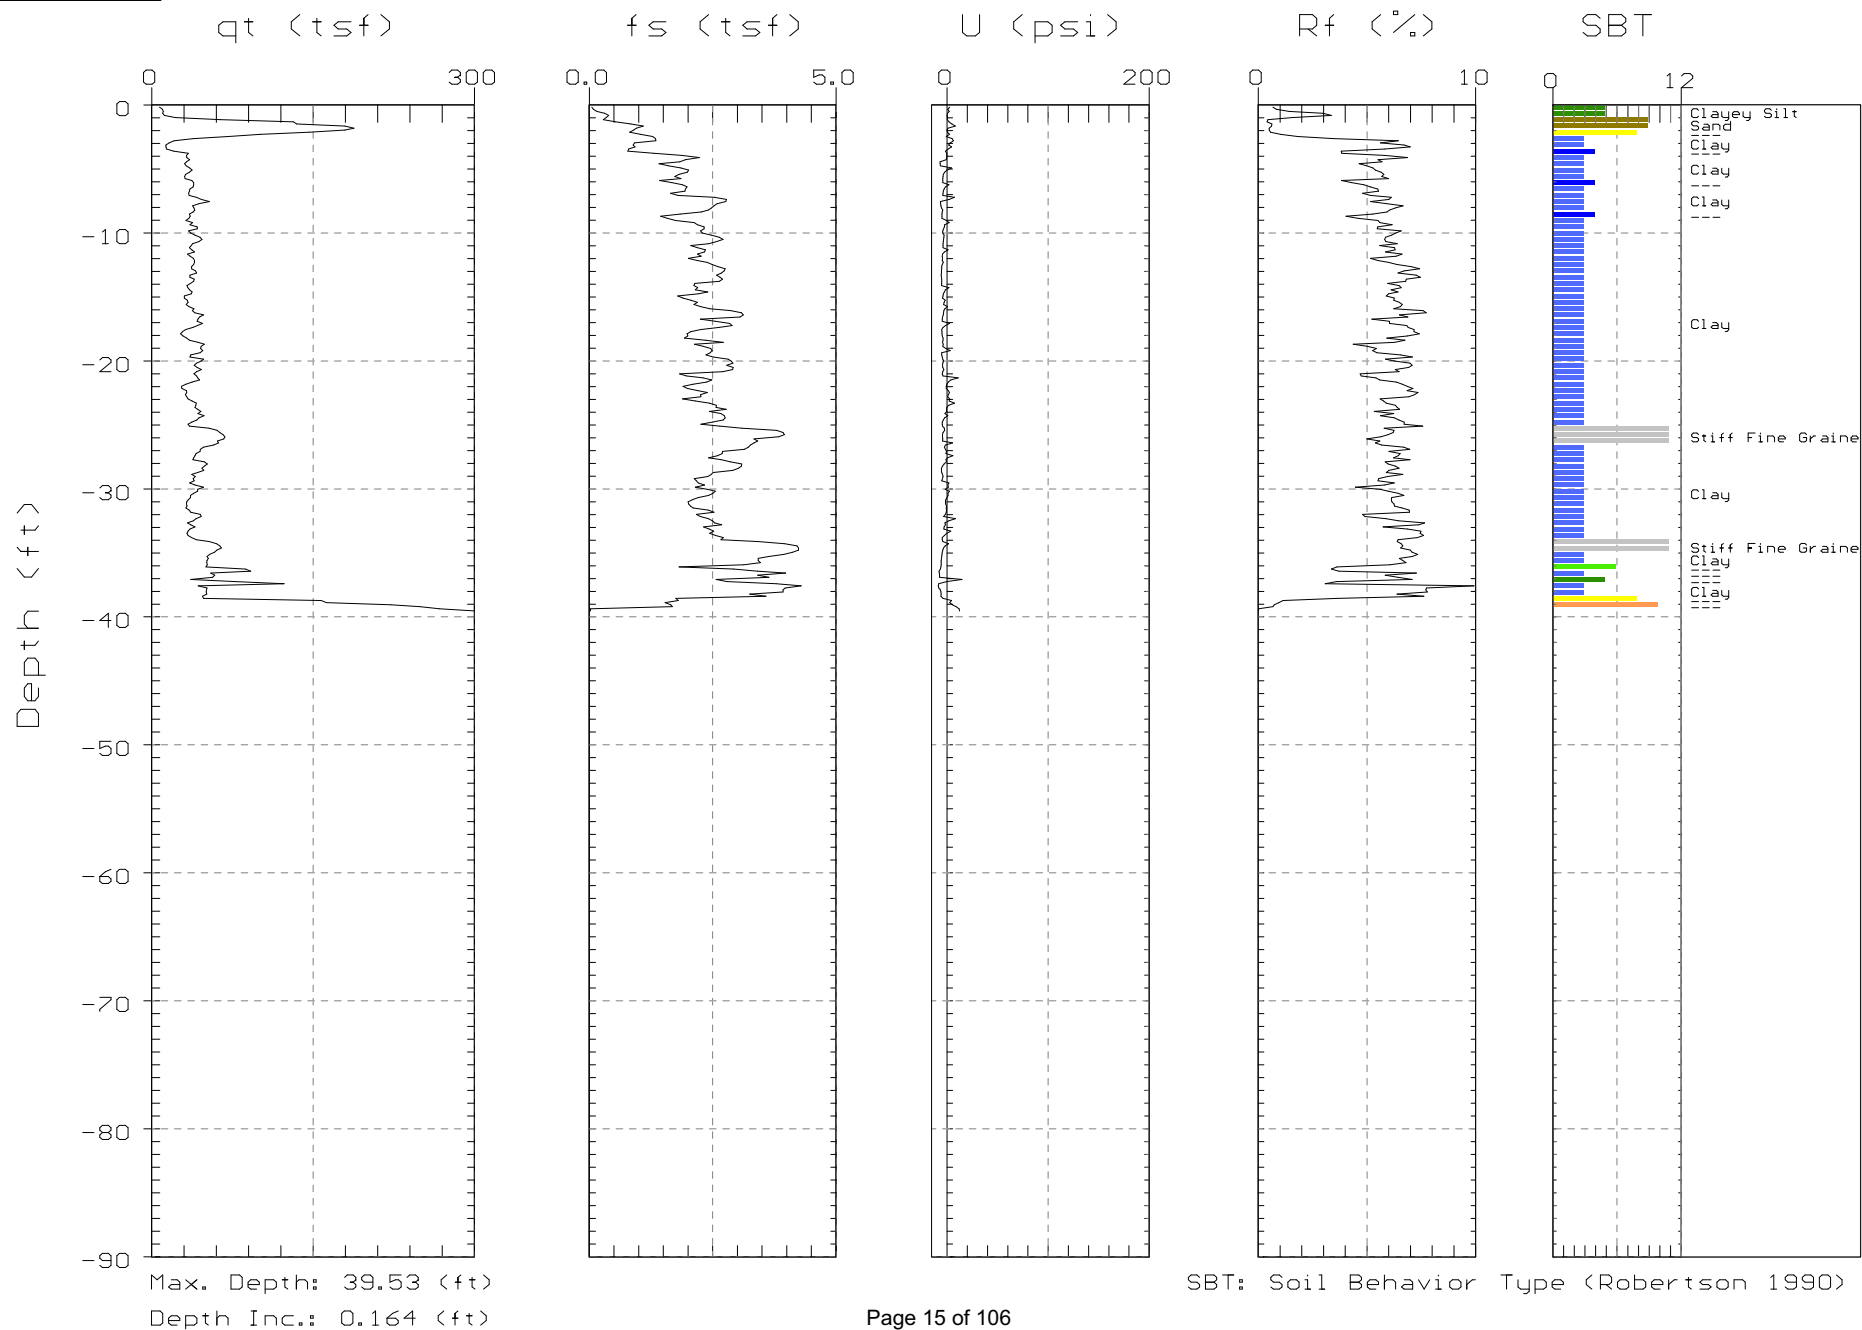 qt (tsf) fs (tsf) U (psi) Rf (%) SBT
0 300 0.0 5.0 0 200 0 10 0 12
0
-10
-20
-30
-40
-50
-60
-70
-80
-90
Depth (ft)
Clayey Silt
Sand
---
Clay
---
Clay
---
Clay
---
Clay
Stiff Fine Graine
Clay
Stiff Fine Graine
Clay
---
---
---
Clay
---
---
Max. Depth: 39.53 (ft)
SBT: Soil Behavior Type (Robertson 1990)
Depth Inc.: 0.164 (ft)
Page 15 of 106